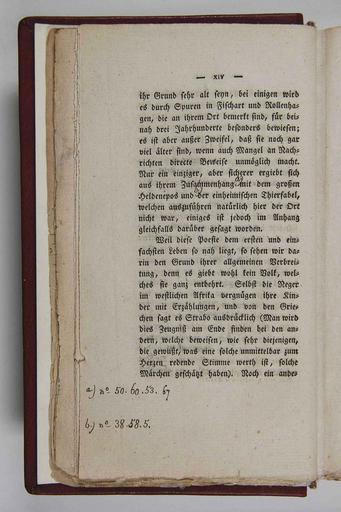 — XIV —
ihr Grund sehr alt seyn, bei einigen wird
es durch Spuren in Fischart und Rollenha-
gen, die an ihrem Ort bemerkt sind, für bei-
nah drei Jahrhunderte besonders bewiesen;
es ist aber außer Zweifel, daß sie noch gar
viel älter sind, wenn auch Mangel an Nach-
richten directe Beweise unmöglich macht.
Nur ein einziger, aber sicherer ergiebt sich
aus ihrem Zusammenhang mit dem großen
Heldenepos und der einheimischen Thierfabel,
welchen auszuführen natürlich hier der Ort
nicht war, einiges ist jedoch im Anhang
gleichfalls darüber gesagt worden.
Weil diese Poesie dem ersten und ein-
fachsten Leben so nah liegt, so sehen wir da-
rin den Grund ihrer allgemeinen Verbrei-
tung, denn es giebt wohl kein Volk, wel-
ches sie ganz entbehrt. Selbst die Neger
im westlichen Afrika vergnügen ihre Kin-
der mit Erzählungen, und von den Grie-
chen sagt es Strabo ausdrücklich (Man wird
dies Zeugniß am Ende finden bei den an-
dern, welche beweisen, wie sehr diejenigen,
die gewußt, was eine solche unmittelbar zum
Herzen redende Stimme werth ist, solche
Märchen geschätzt haben). Noch ein ande-
a) no 50. 60. 53. 67
b) no 38. 58. 5.